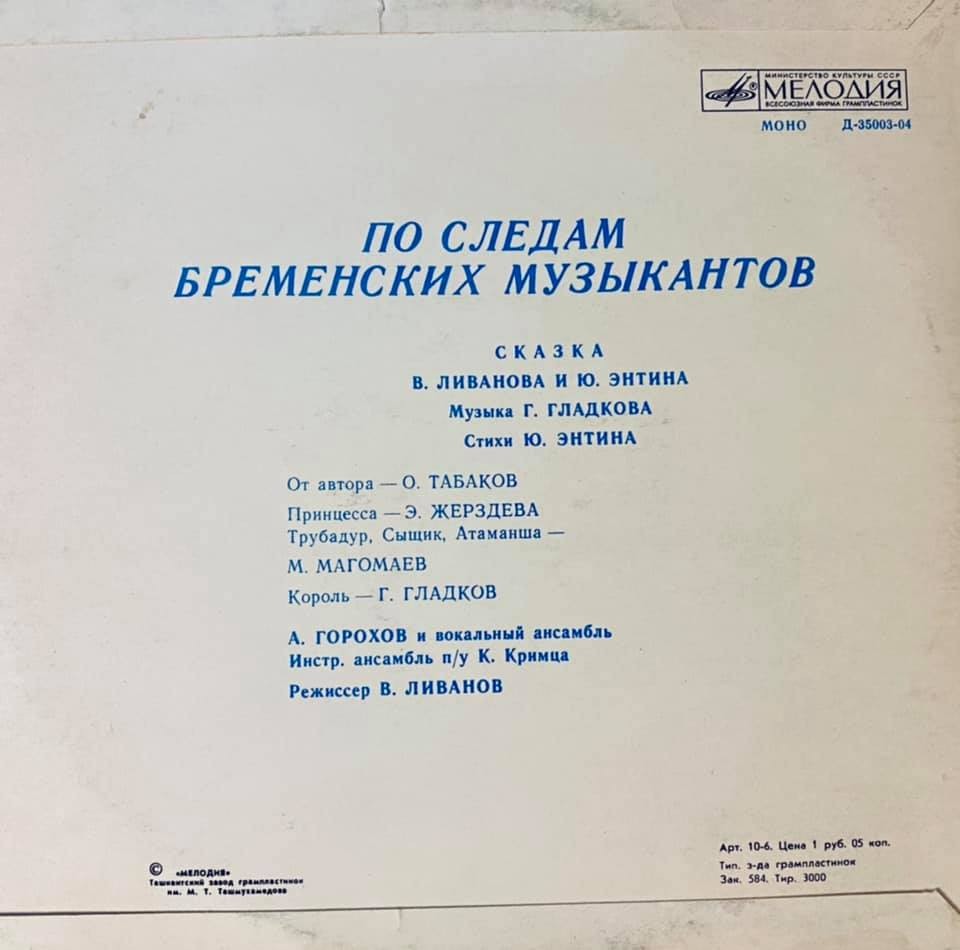 МИНИСТЕРСТВО КУЛЬТУРЫ СССР
МЕЛОДИЯ
ВСЕСОЮЗНАЯ ФИРМА ГРАМПЛАСТИНОК
МОНО Д-35003-04
ПО СЛЕДАМ
БРЕМЕНСКИХ МУЗЫКАНТОВ
СКАЗКА
В. ЛИВАНОВА И Ю. ЭНТИНА
Музыка Г. ГЛАДКОВА
Стихи Ю. ЭНТИНА
От автора — О. ТАБАКОВ
Принцесса — Э. ЖЕРЗДЕВА
Трубадур, Сыщик, Атаманша —
М. МАГОМАЕВ
Король — Г. ГЛАДКОВ
А. ГОРОХОВ и вокальный ансамбль
Инстр. ансамбль п/у К. Кримца
Режиссер В. ЛИВАНОВ
Арт. 10-6. Цена 1 руб. 05 коп.
Тип. з-да грампластинок
Зак. 584. Тир. 3000
© «МЕЛОДИЯ»
Ташкентский завод грампластинок
им. М. Т. Ташмухамедова